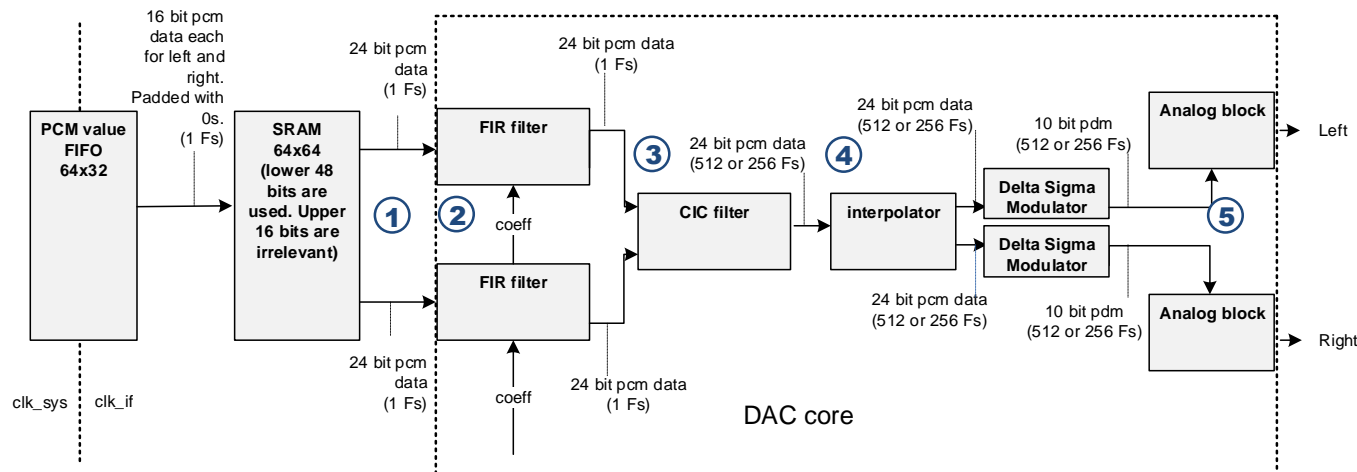 16 bit pcm
data each
for left and
right.
Padded with
0s.
(1 Fs)
PCM value
FIFO
64x32
clk_sys
clk_if
SRAM
64x64
(lower 48
bits are
used. Upper
16 bits are
irrelevant)
24 bit pcm
data
(1 Fs)
1
24 bit pcm
data
(1 Fs)
2
FIR filter
coeff
FIR filter
coeff
24 bit pcm data
(1 Fs)
3
24 bit pcm data
(1 Fs)
CIC filter
24 bit pcm data
(512 or 256 Fs)
4
interpolator
24 bit pcm data
(512 or 256 Fs)
24 bit pcm data
(512 or 256 Fs)
Delta Sigma
Modulator
Delta Sigma
Modulator
10 bit pdm
(512 or 256 Fs)
10 bit pdm
(512 or 256 Fs)
5
Analog block
Analog block
Left
Right
DAC core